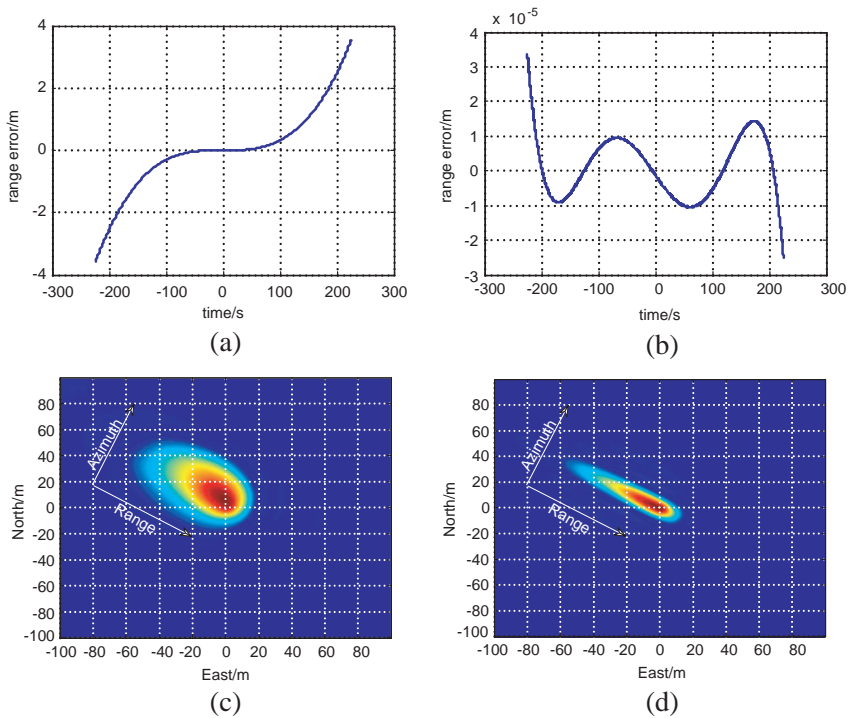 4
2
0
-2
-4
-300 -200 -100 0 100 200 300
range error/m
time/s
(a)
x 10^-5
4
3
2
1
0
-1
-2
-3
-300 -200 -100 0 100 200 300
range error/m
time/s
(b)
80
60
40
20
0
-20
-40
-60
-80
-100
-100 -80 -60 -40 -20 0 20 40 60 80
North/m
East/m
Azimuth
Range
(c)
80
60
40
20
0
-20
-40
-60
-80
-100
-100 -80 -60 -40 -20 0 20 40 60 80
North/m
East/m
Azimuth
Range
(d)